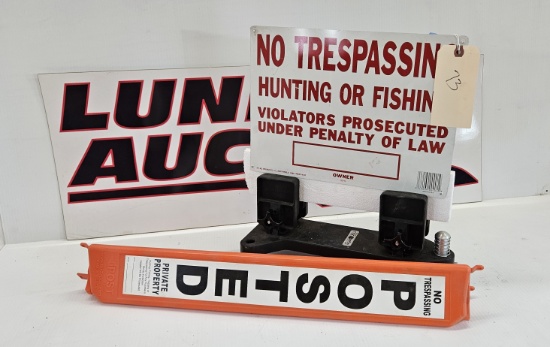 NO TRESPASSIN
HUNTING OR FISHIN
VIOLATORS PROSECUTED
UNDER PENALTY OF LAW
OWNER
23
LUN
AUC
NO
TRESPASSING
POSTED
PRIVATE
PROPERTY